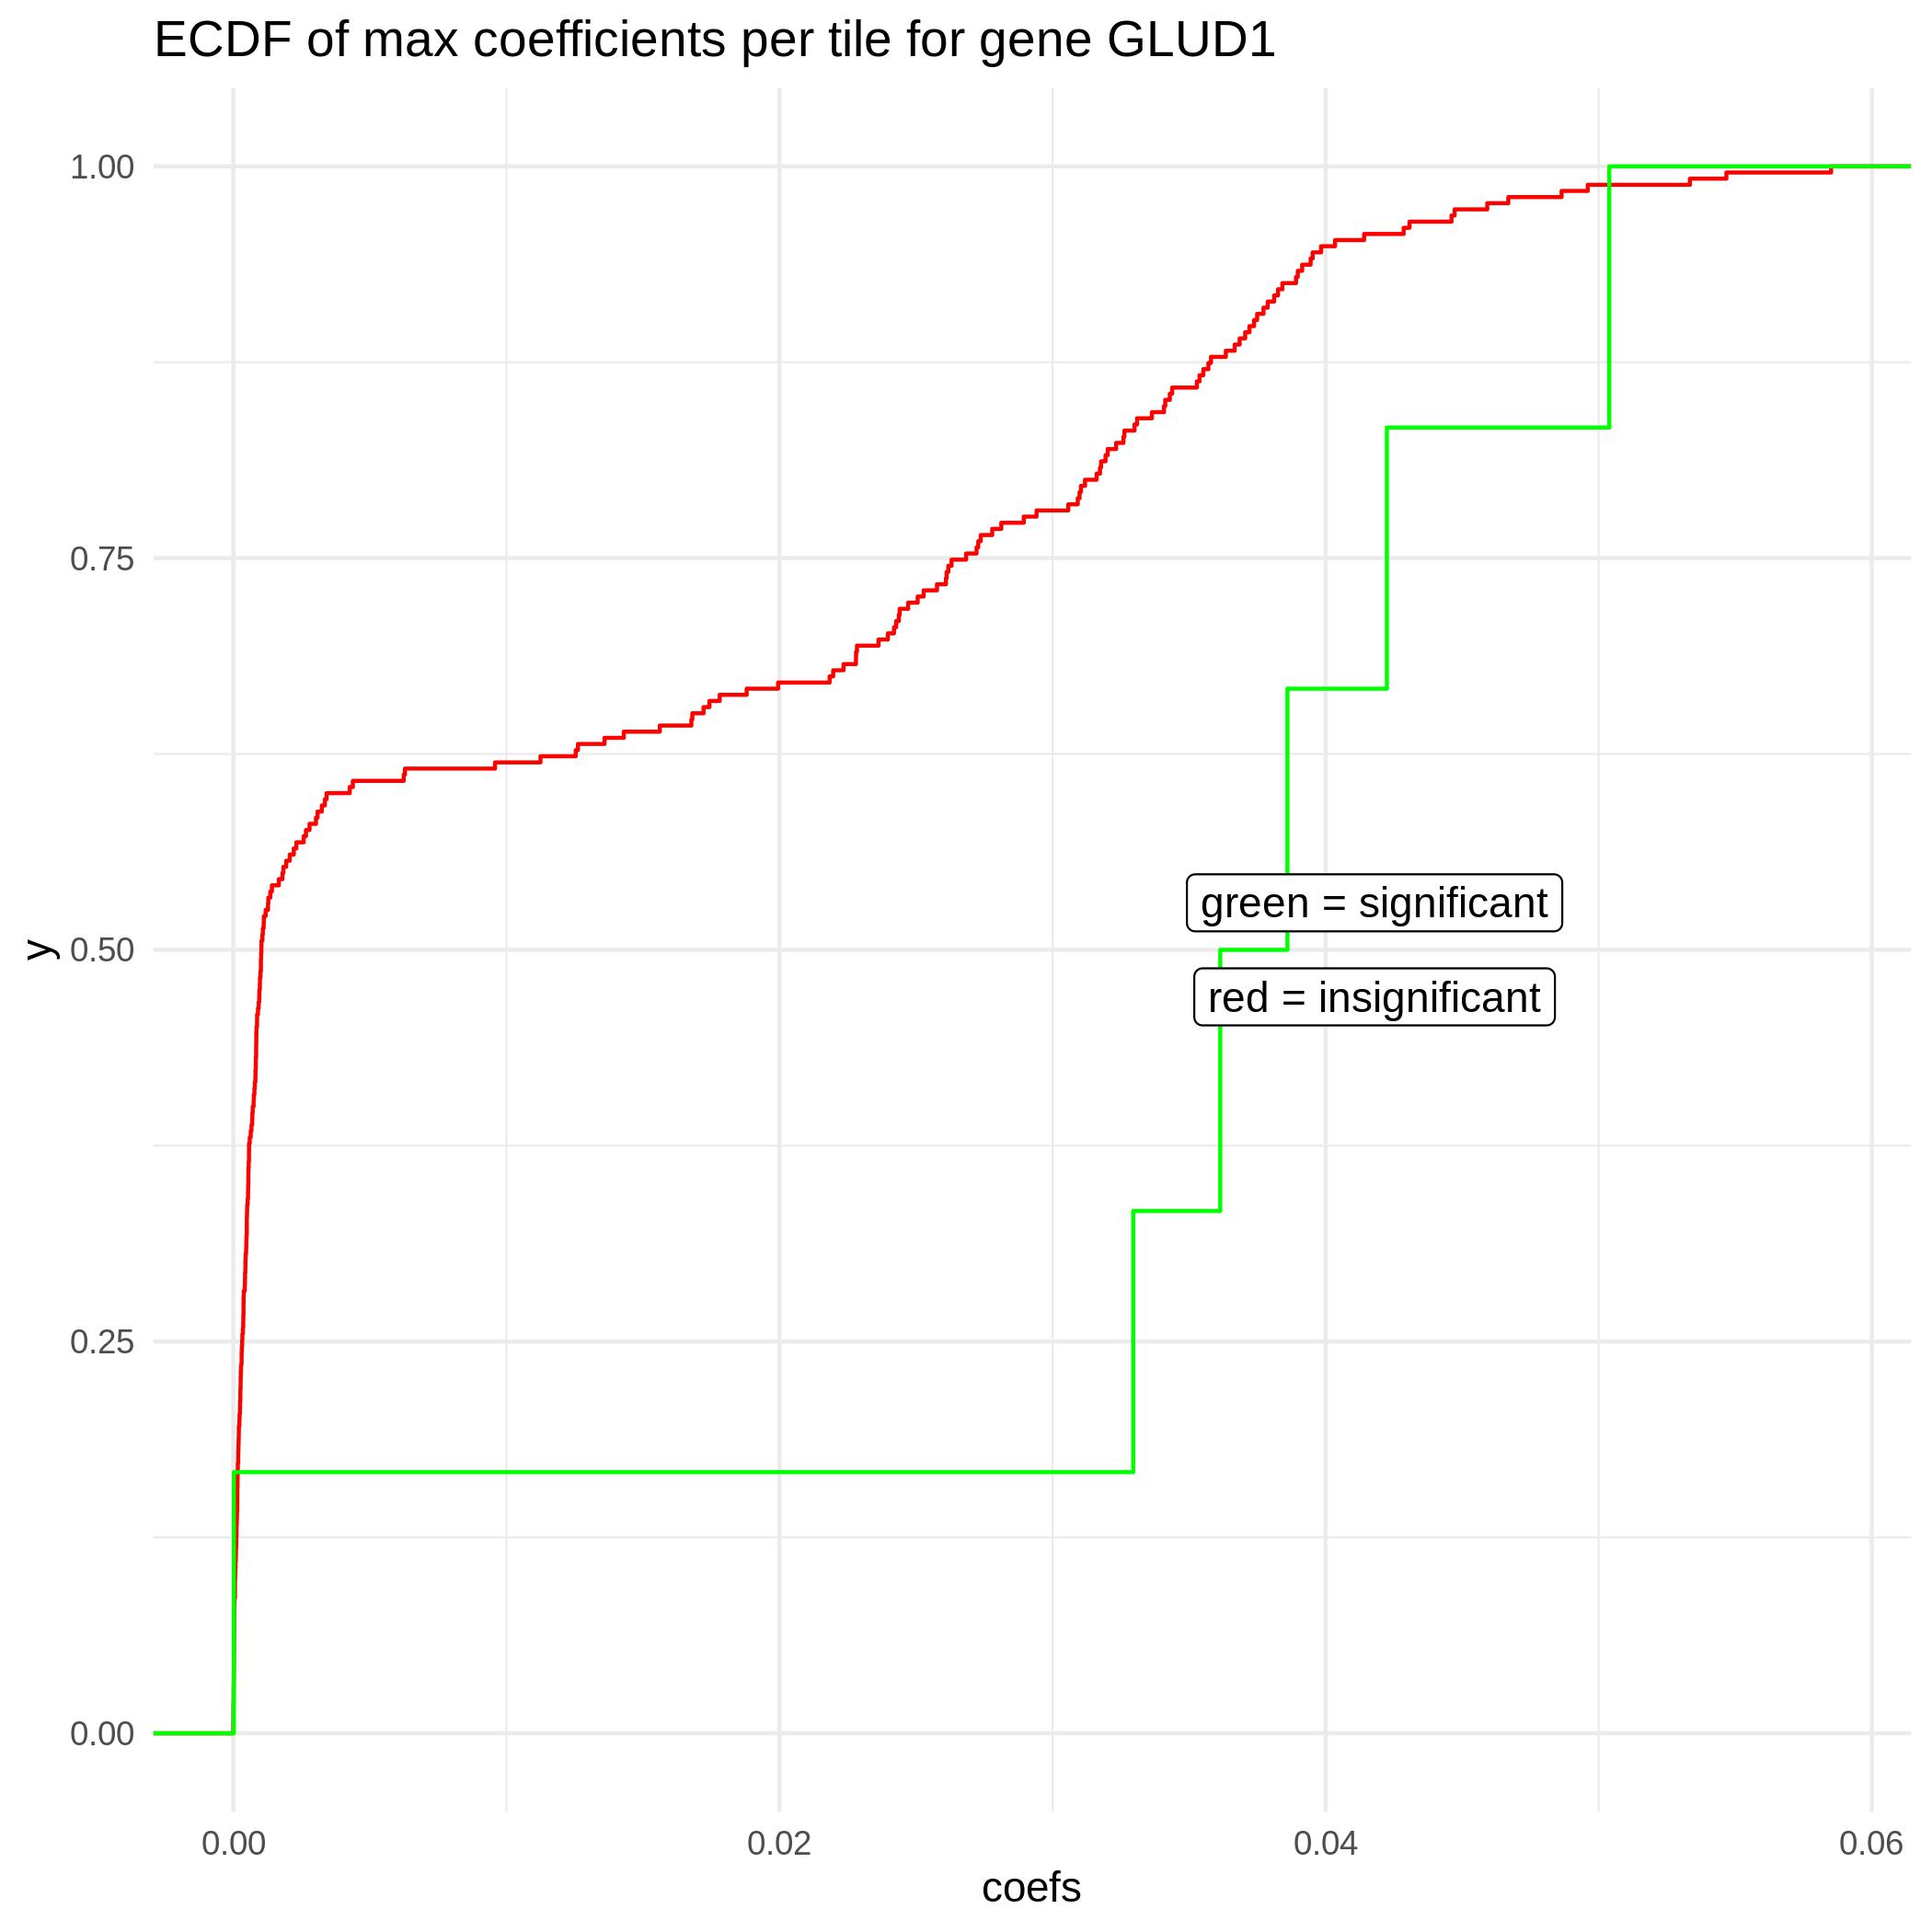 ECDF of max coefficients per tile for gene GLUD1
1.00
0.75
0.50
0.25
0.00
y
green = significant
red = insignificant
0.00
0.02
0.04
0.06
coefs